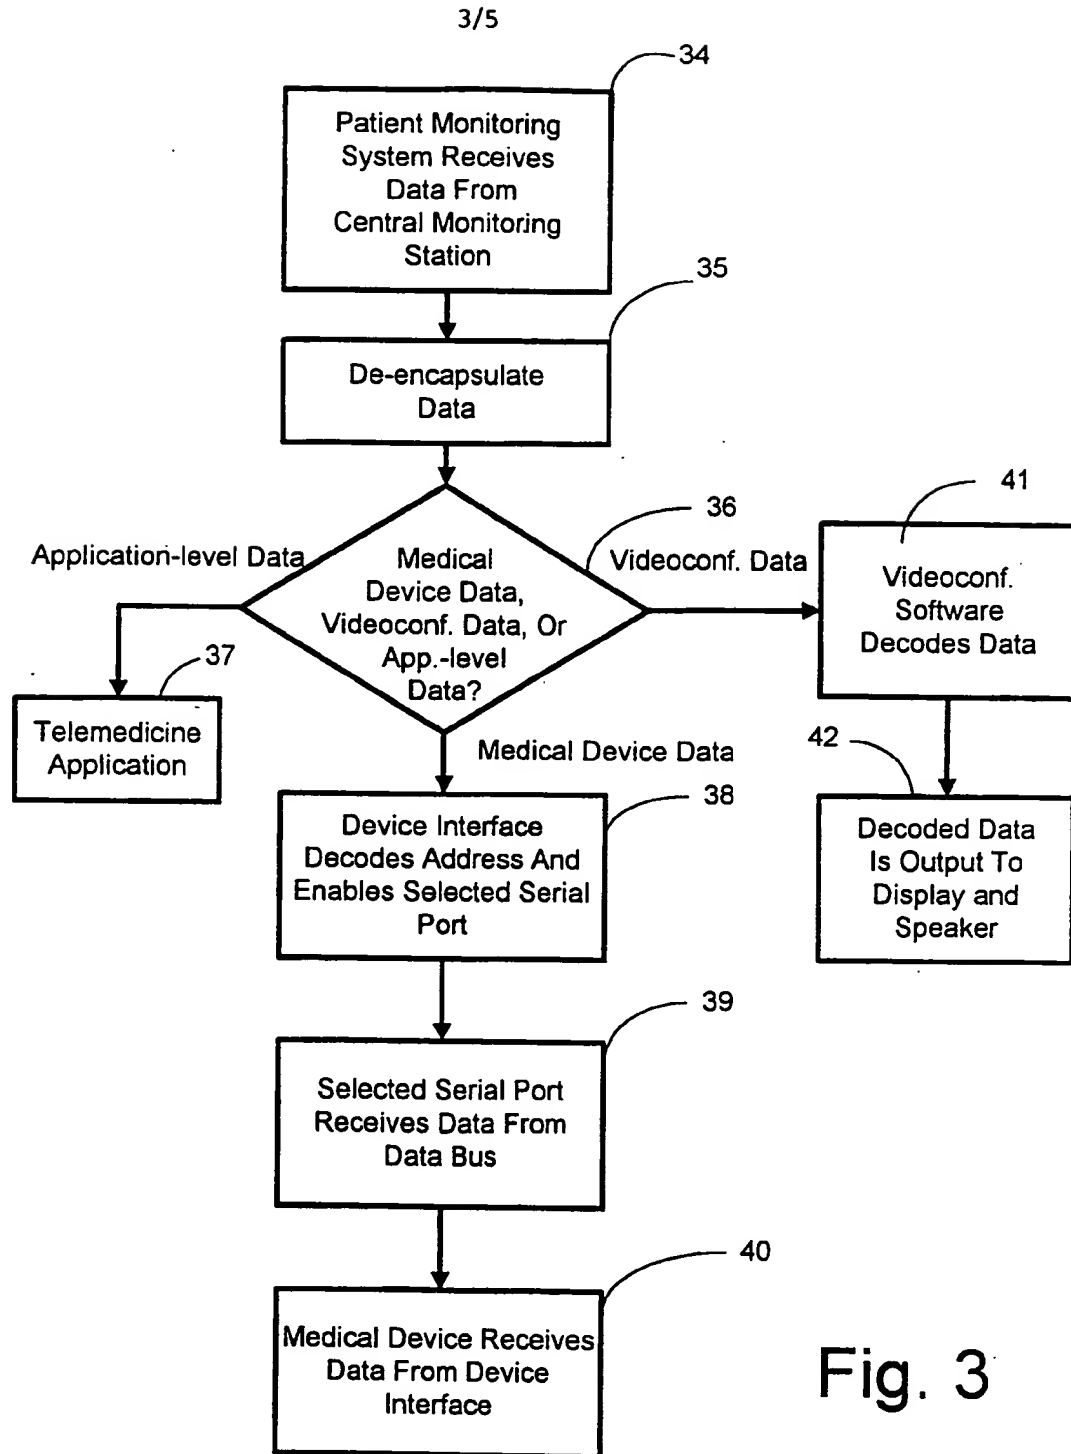 3/5
34
Patient Monitoring
System Receives
Data From
Central Monitoring
Station
35
De-encapsulate
Data
36
Application-level Data
Medical
Device Data,
Videoconf. Data, Or
App.-level
Data?
Videoconf. Data
41
Videoconf.
Software
Decodes Data
37
Telemedicine
Application
Medical Device Data
42
Decoded Data
Is Output To
Display and
Speaker
38
Device Interface
Decodes Address And
Enables Selected Serial
Port
39
Selected Serial Port
Receives Data From
Data Bus
40
Medical Device Receives
Data From Device
Interface
Fig. 3